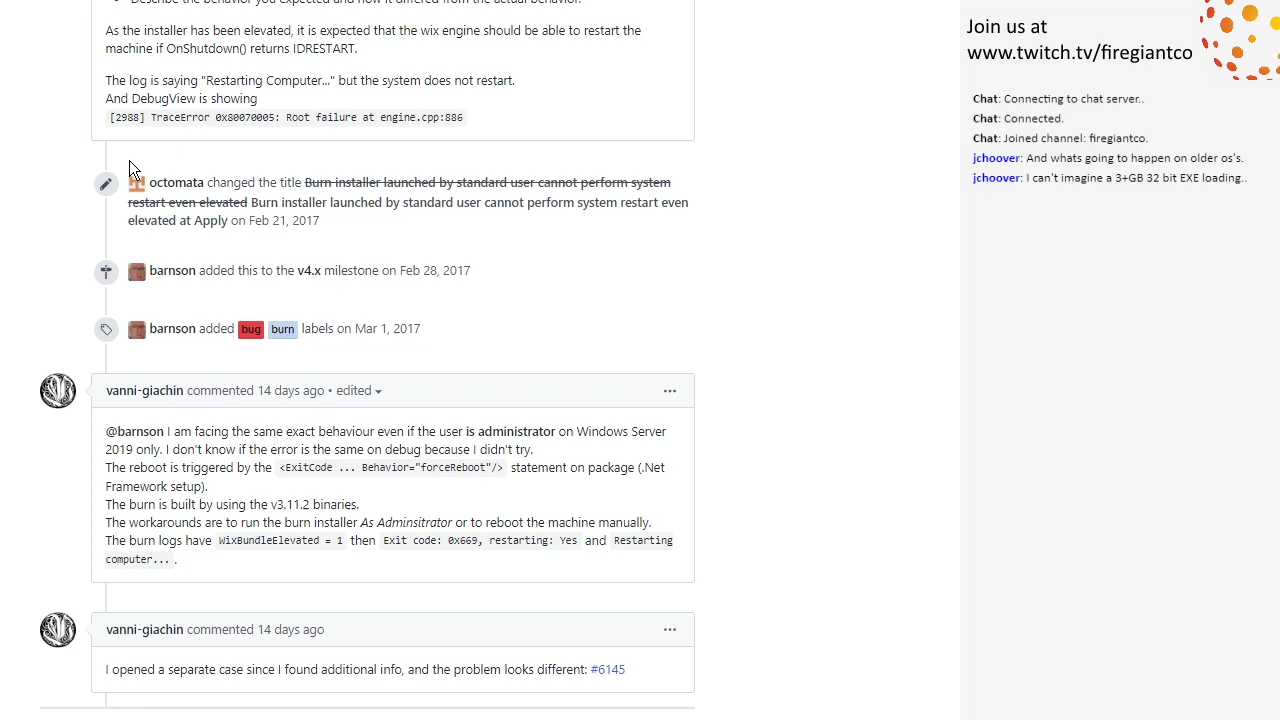 • Describe the behavior you expected and how it differed from the actual behavior.
As the installer has been elevated, it is expected that the wix engine should be able to restart the
machine if OnShutdown() returns IDRESTART.
The log is saying "Restarting Computer..." but the system does not restart.
And DebugView is showing
[2988] TraceError 0x80070005: Root failure at engine.cpp:886
octomata changed the title Burn installer launched by standard user cannot perform system
restart even elevated Burn installer launched by standard user cannot perform system restart even
elevated at Apply on Feb 21, 2017
barnson added this to the v4.x milestone on Feb 28, 2017
barnson added bug burn labels on Mar 1, 2017
vanni-giachin commented 14 days ago • edited
@barnson I am facing the same exact behaviour even if the user is administrator on Windows Server
2019 only. I don't know if the error is the same on debug because I didn't try.
The reboot is triggered by the <ExitCode ... Behavior="forceReboot"/> statement on package (.Net
Framework setup).
The burn is built by using the v3.11.2 binaries.
The workarounds are to run the burn installer As Adminsitrator or to reboot the machine manually.
The burn logs have WixBundleElevated = 1 then Exit code: 0x669, restarting: Yes and Restarting
computer... .
vanni-giachin commented 14 days ago
I opened a separate case since I found additional info, and the problem looks different: #6145
Join us at
www.twitch.tv/firegiantco
Chat: Connecting to chat server..
Chat: Connected.
Chat: Joined channel: firegiantco.
jchoover: And whats going to happen on older os's.
jchoover: I can't imagine a 3+GB 32 bit EXE loading..